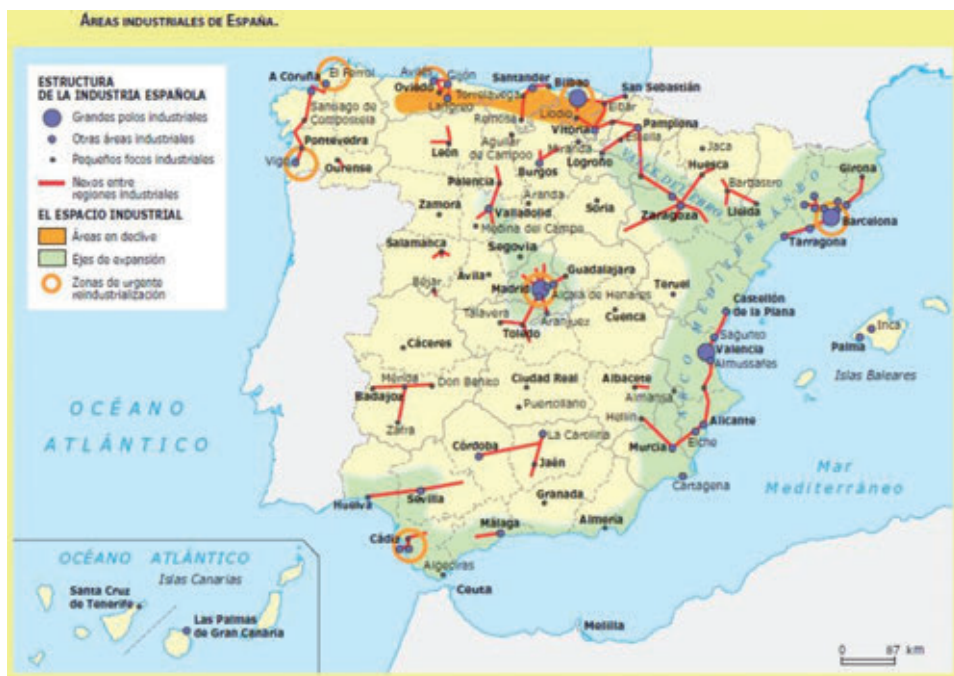 ÁREAS INDUSTRIALES DE ESPAÑA.
ESTRUCTURA
DE LA INDUSTRIA ESPAÑOLA
Grandes polos industriales
Otras áreas industriales
Pequeños focos industriales
Nexos entre
regiones industriales
EL ESPACIO INDUSTRIAL
Áreas en declive
Ejes de expansión
Zonas de urgente
reindustrialización
A Coruña
El Ferrol
Santiago de
Compostela
Pontevedra
Vigo
Ourense
Avilés
Gijón
Oviedo
Langreo
Torrelavega
Santander
Bilbao
San Sebastián
Eibar
Llodio
Reinosa
Vitoria
Pamplona
Estella
Miranda
Logroño
Aguilar
de Campoo
León
Burgos
Palencia
Aranda
Zamora
Valladolid
Soria
Medina del Campo
Salamanca
Segovia
Béjar
Ávila
Guadalajara
Madrid
Alcalá de Henares
Talavera
Toledo
Aranjuez
Cuenca
Teruel
Jaca
Huesca
VALLE DEL EBRO
Barbastro
Zaragoza
Lleida
Girona
Barcelona
Tarragona
ARCO MEDITERRÁNEO
Castellón
de la Plana
Sagunto
Valencia
Almussafes
Inca
Palma
Islas Baleares
Cáceres
Mérida
Don Benito
Badajoz
Zafra
Ciudad Real
Puertollano
Albacete
Almansa
Hellín
Alicante
Elche
Murcia
Cartagena
La Carolina
Córdoba
Jaén
Granada
Almería
Huelva
Sevilla
Málaga
Cádiz
Algeciras
Ceuta
Melilla
OCÉANO
ATLÁNTICO
Mar
Mediterráneo
OCÉANO ATLÁNTICO
Islas Canarias
Santa Cruz
de Tenerife
Las Palmas
de Gran Canaria
0 87 km